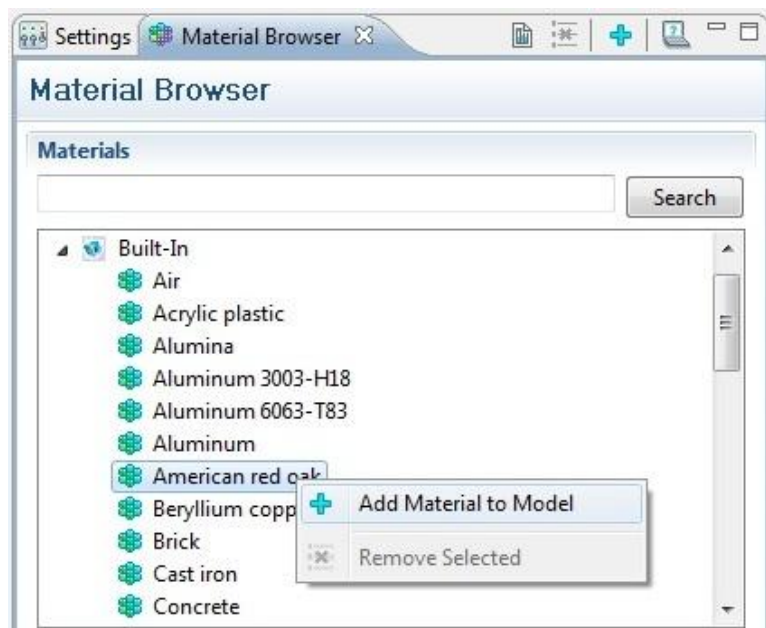 Settings Material Browser
Material Browser
Materials
Search
Built-In
Air
Acrylic plastic
Alumina
Aluminum 3003-H18
Aluminum 6063-T83
Aluminum
American red oak
Beryllium copp
Add Material to Model
Brick
Remove Selected
Cast iron
Concrete